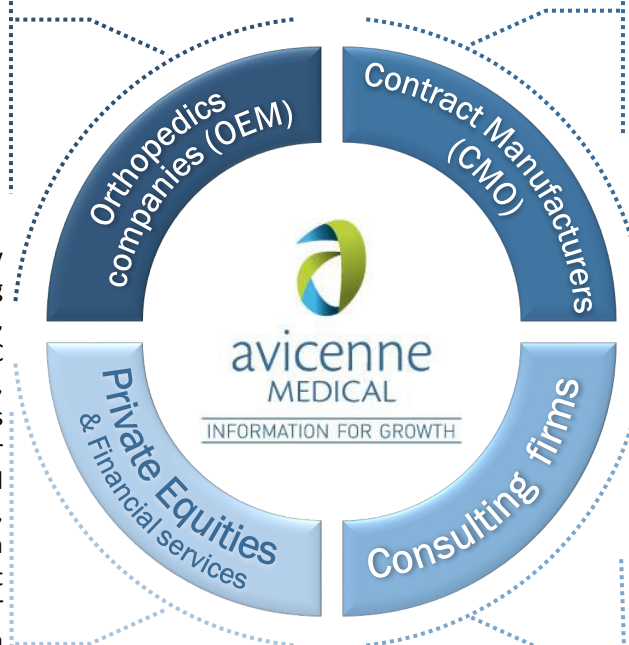 Orthopedics
companies (OEM)
Contract Manufacturers
(CMO)
avicenne
MEDICAL
INFORMATION FOR GROWTH
Private Equities
& Financial services
Consulting firms